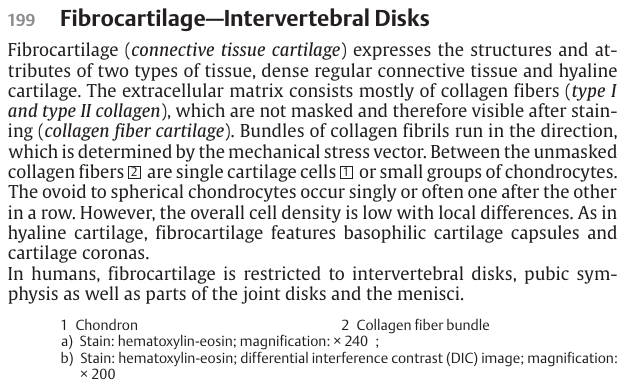 199 Fibrocartilage—Intervertebral Disks
Fibrocartilage (connective tissue cartilage) expresses the structures and at-
tributes of two types of tissue, dense regular connective tissue and hyaline
cartilage. The extracellular matrix consists mostly of collagen fibers (type I
and type II collagen), which are not masked and therefore visible after stain-
ing (collagen fiber cartilage). Bundles of collagen fibrils run in the direction,
which is determined by the mechanical stress vector. Between the unmasked
collagen fibers 2 are single cartilage cells 1 or small groups of chondrocytes.
The ovoid to spherical chondrocytes occur singly or often one after the other
in a row. However, the overall cell density is low with local differences. As in
hyaline cartilage, fibrocartilage features basophilic cartilage capsules and
cartilage coronas.
In humans, fibrocartilage is restricted to intervertebral disks, pubic sym-
physis as well as parts of the joint disks and the menisci.
1 Chondron 2 Collagen fiber bundle
a) Stain: hematoxylin-eosin; magnification: × 240 ;
b) Stain: hematoxylin-eosin; differential interference contrast (DIC) image; magnification:
× 200